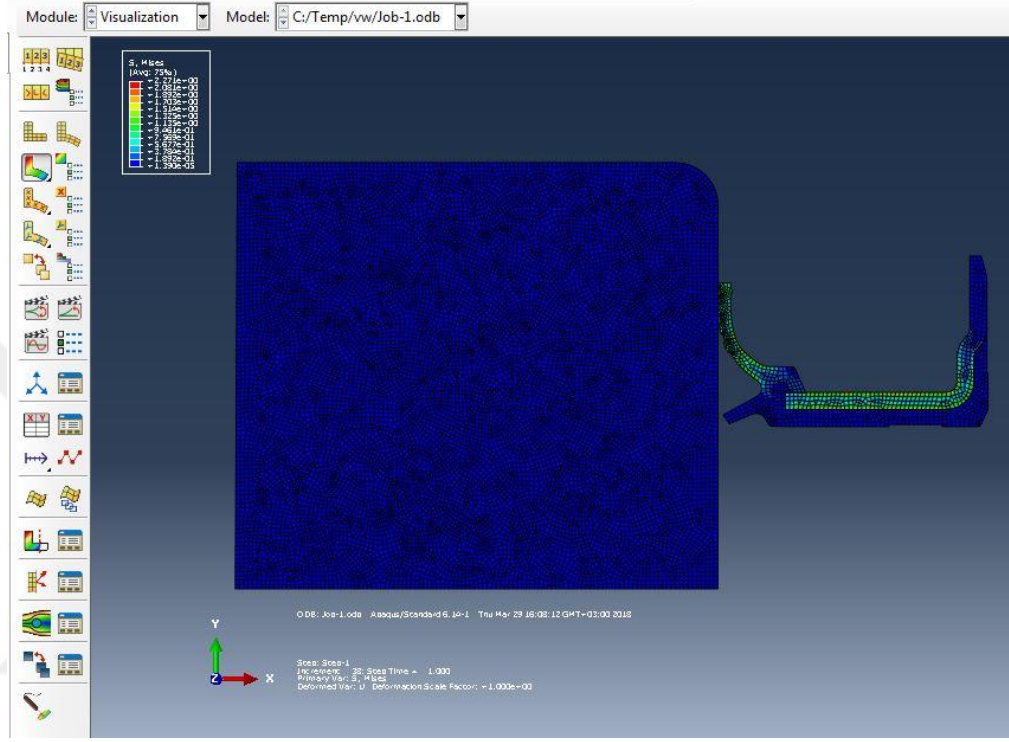 Module: Visualization Model: C:/Temp/vw/Job-1.odb
S, Mises
(Avg: 75%)
+2.271e+00
+2.081e+00
+1.892e+00
+1.703e+00
+1.514e+00
+1.325e+00
+1.135e+00
+9.461e-01
+7.569e-01
+5.677e-01
+3.784e-01
+1.892e-01
+1.390e-05
ODB: Job-1.odb Abaqus/Standard 6.14-1 Thu Mar 29 16:08:12 GMT+03:00 2018
Y
Z X
Step: Step-1
Increment 38: Step Time = 1.000
Primary Var: S, Mises
Deformed Var: U Deformation Scale Factor: +1.000e+00